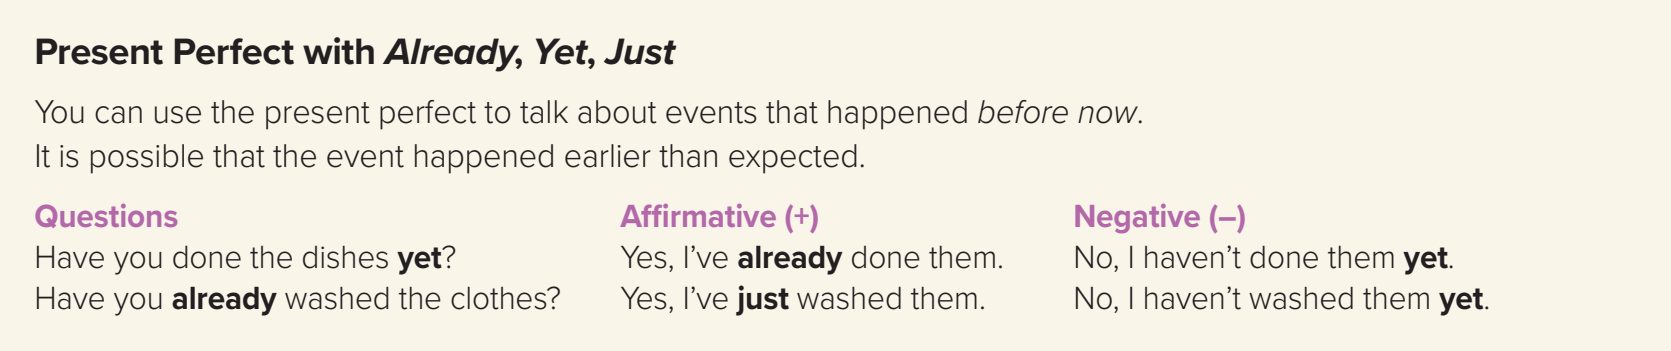 Present Perfect with Already, Yet, Just
You can use the present perfect to talk about events that happened before now.
It is possible that the event happened earlier than expected.
Questions Affirmative (+) Negative (–)
Have you done the dishes yet? Yes, I’ve already done them. No, I haven’t done them yet.
Have you already washed the clothes? Yes, I’ve just washed them. No, I haven’t washed them yet.